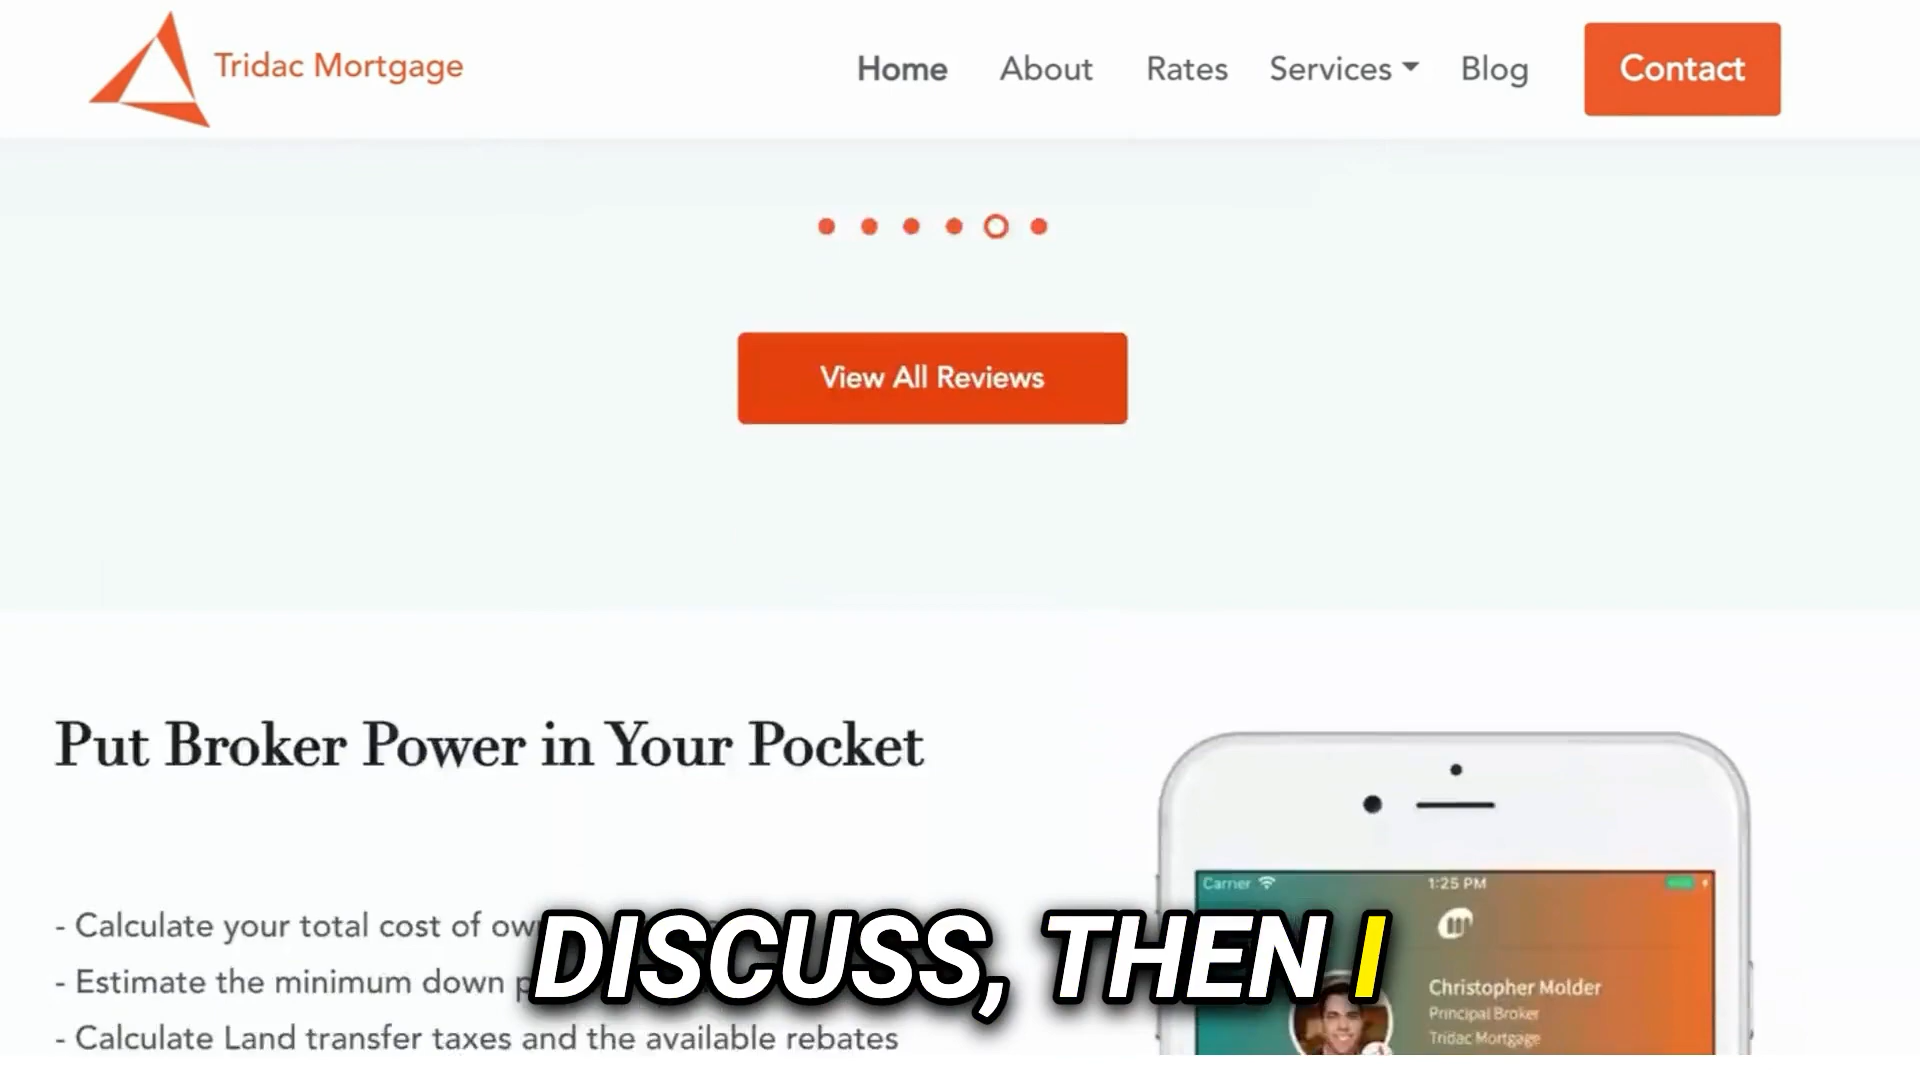 Tridac Mortgage
Home About Rates Services Blog Contact
View All Reviews
Put Broker Power in Your Pocket
- Calculate your total cost of
- Estimate the minimum down
- Calculate Land transfer taxes and the available rebates
Carrier 1:25 PM
Christopher Molder
Principal Broker
Tridac Mortgage
DISCUSS, THEN I